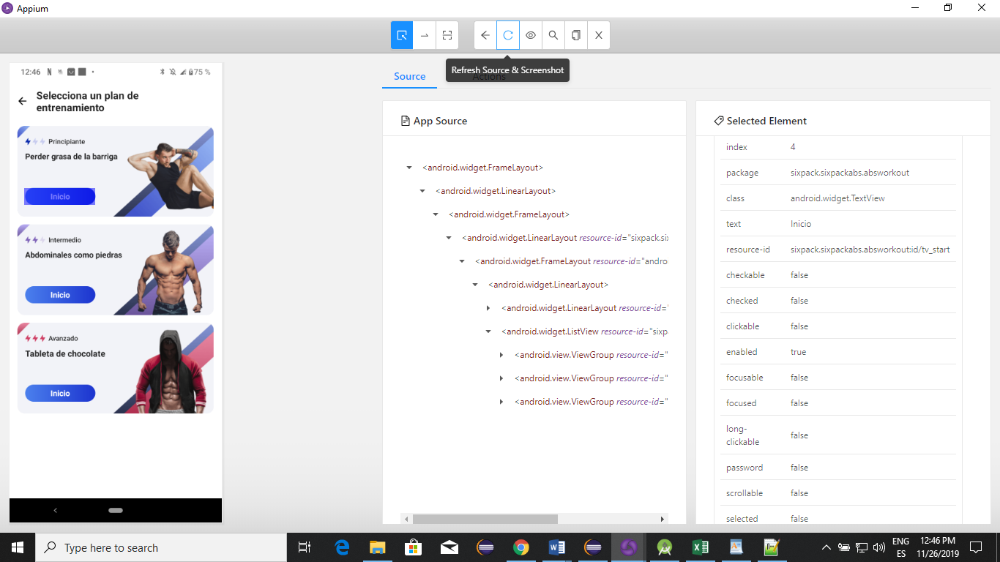 Appium
Refresh Source & Screenshot
Source
Actions
12:46
75 %
Selecciona un plan de
entrenamiento
Principiante
Perder grasa de la barriga
Inicio
Intermedio
Abdominales como piedras
Inicio
Avanzado
Tableta de chocolate
Inicio
App Source
<android.widget.FrameLayout>
<android.widget.LinearLayout>
<android.widget.FrameLayout>
<android.widget.LinearLayout resource-id="sixpack.six
<android.widget.FrameLayout resource-id="androi
<android.widget.LinearLayout>
<android.widget.LinearLayout resource-id="
<android.widget.ListView resource-id="sixpa
<android.view.ViewGroup resource-id="
<android.view.ViewGroup resource-id="
<android.view.ViewGroup resource-id="
Selected Element
index 4
package sixpack.sixpackabs.absworkout
class android.widget.TextView
text Inicio
resource-id sixpack.sixpackabs.absworkout:id/tv_start
checkable false
checked false
clickable false
enabled true
focusable false
focused false
long-
clickable false
password false
scrollable false
selected false
Type here to search
ENG
ES
12:46 PM
11/26/2019